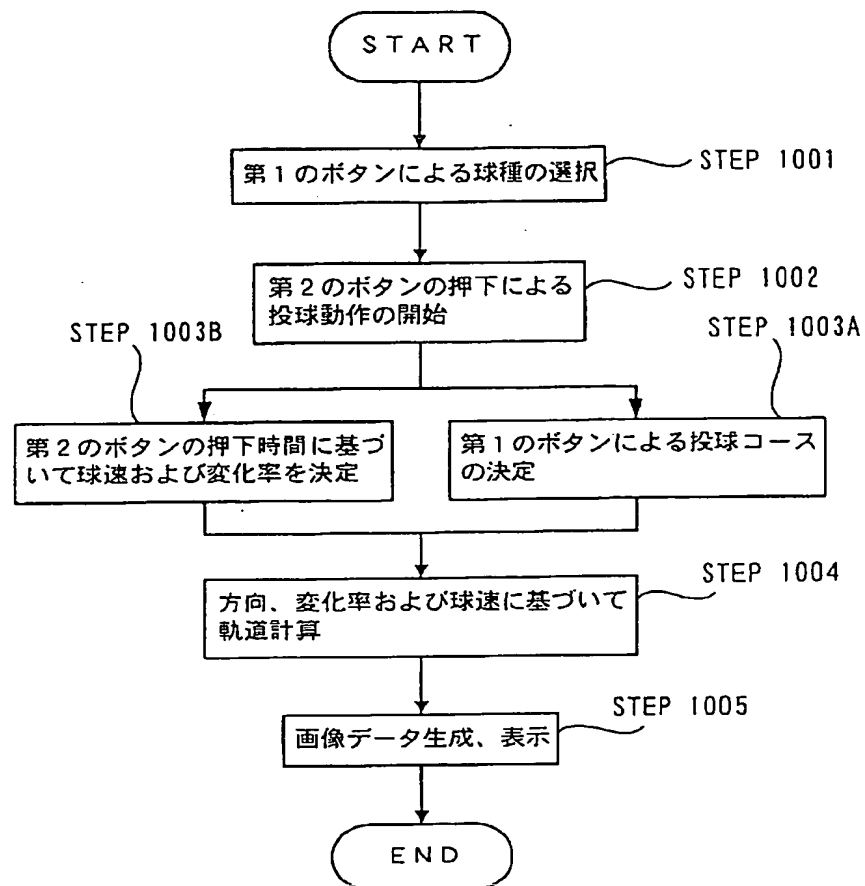 START
第1のボタンによる球種の選択
STEP 1001
第2のボタンの押下による
投球動作の開始
STEP 1002
STEP 1003B
STEP 1003A
第2のボタンの押下時間に基づ
いて球速および変化率を決定
第1のボタンによる投球コース
の決定
方向、変化率および球速に基づいて
軌道計算
STEP 1004
画像データ生成、表示
STEP 1005
END